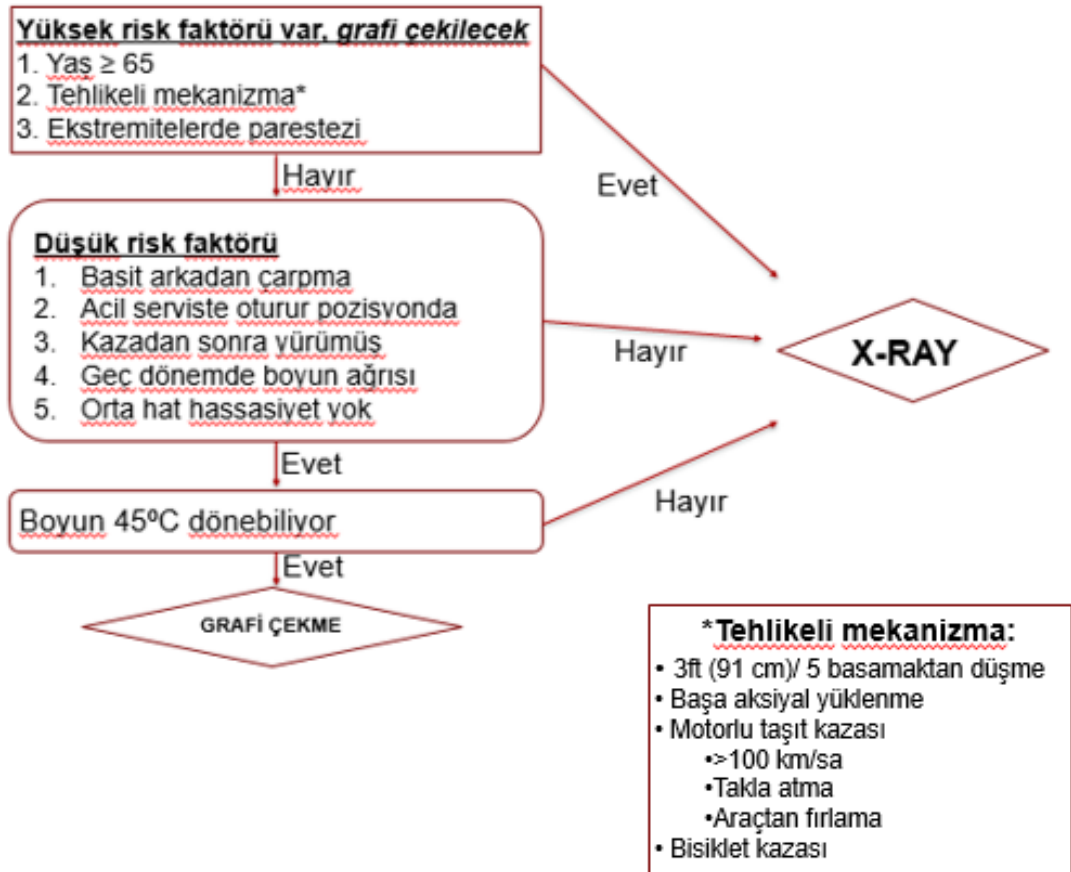 Yüksek risk faktörü var, grafi çekilecek
1. Yaş ≥ 65
2. Tehlikeli mekanizma*
3. Ekstremitelerde parestezi
Hayır
Evet
Düşük risk faktörü
1. Basit arkadan çarpma
2. Acil serviste oturur pozisyonda
3. Kazadan sonra yürümüş
4. Geç dönemde boyun ağrısı
5. Orta hat hassasiyet yok
Hayır
X-RAY
Evet
Boyun 45ºC dönebiliyor
Hayır
Evet
GRAFİ ÇEKME
*Tehlikeli mekanizma:
• 3ft (91 cm)/ 5 basamaktan düşme
• Başa aksiyal yüklenme
• Motorlu taşıt kazası
•>100 km/sa
•Takla atma
•Araçtan fırlama
• Bisiklet kazası